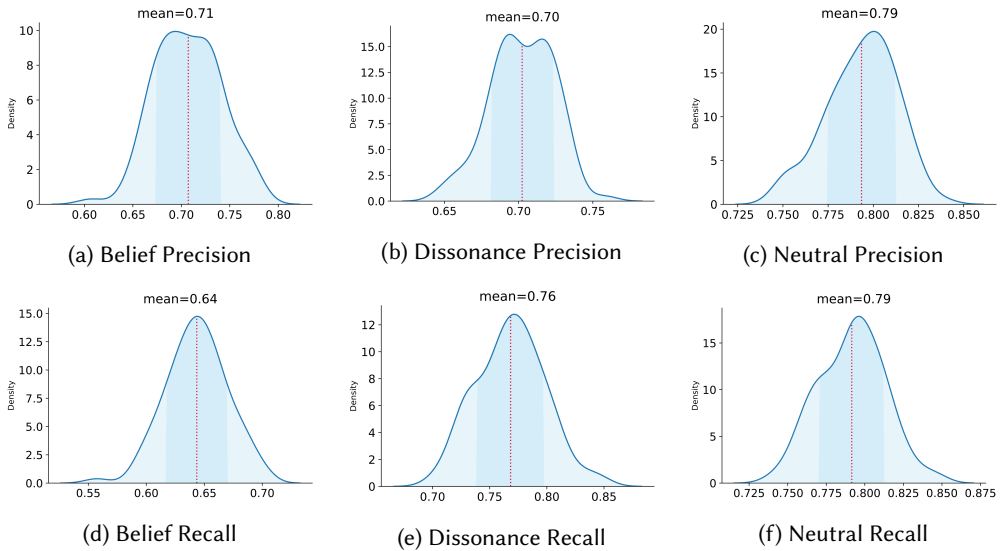 mean=0.71
10
8
6
4
2
0
Density
0.60 0.65 0.70 0.75 0.80
(a) Belief Precision
mean=0.70
15.0
12.5
10.0
7.5
5.0
2.5
0.0
Density
0.65 0.70 0.75
(b) Dissonance Precision
mean=0.79
20
15
10
5
0
Density
0.725 0.750 0.775 0.800 0.825 0.850
(c) Neutral Precision
mean=0.64
15.0
12.5
10.0
7.5
5.0
2.5
0.0
Density
0.55 0.60 0.65 0.70
(d) Belief Recall
mean=0.76
12
10
8
6
4
2
0
Density
0.70 0.75 0.80 0.85
(e) Dissonance Recall
mean=0.79
15
10
5
0
Density
0.725 0.750 0.775 0.800 0.825 0.850 0.875
(f) Neutral Recall